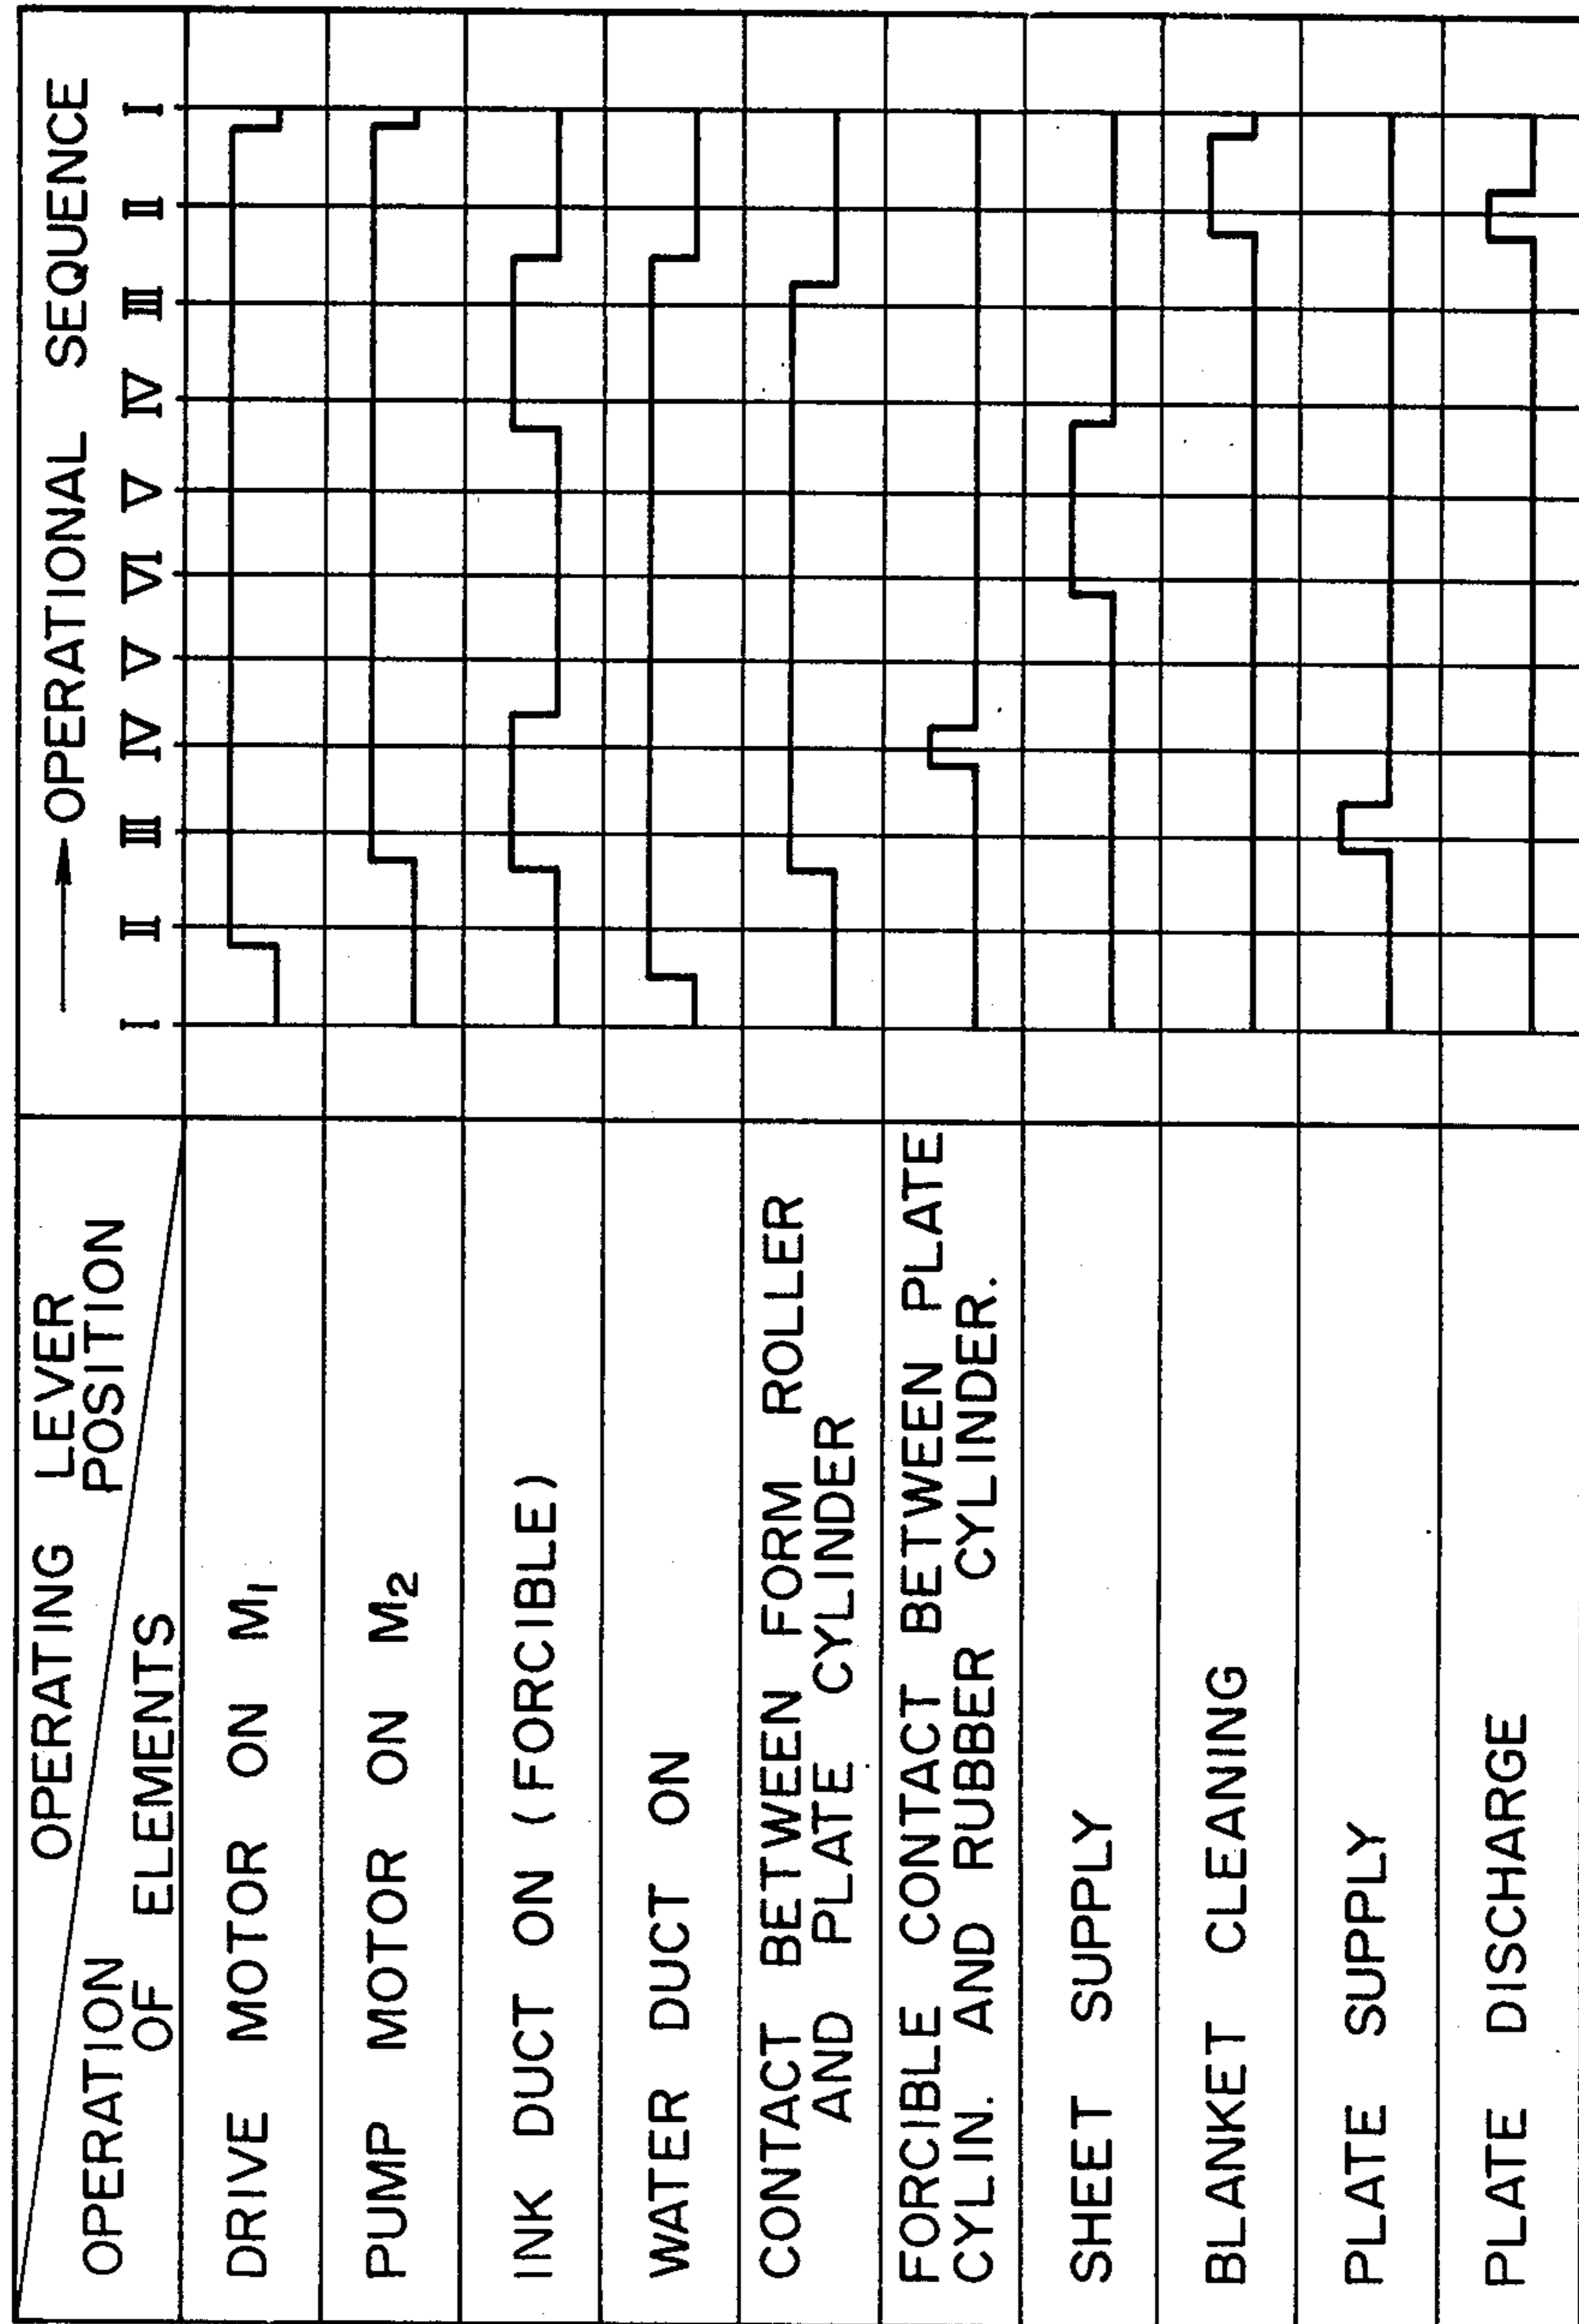 OPERATING LEVER
POSITION
OPERATION
OF ELEMENTS
OPERATIONAL SEQUENCE
I II III IV V VI V IV III II I
DRIVE MOTOR ON M1
PUMP MOTOR ON M2
INK DUCT ON (FORCIBLE)
WATER DUCT ON
CONTACT BETWEEN FORM ROLLER
AND PLATE CYLINDER
FORCIBLE CONTACT BETWEEN PLATE
CYLIN. AND RUBBER CYLINDER.
SHEET SUPPLY
BLANKET CLEANING
PLATE SUPPLY
PLATE DISCHARGE